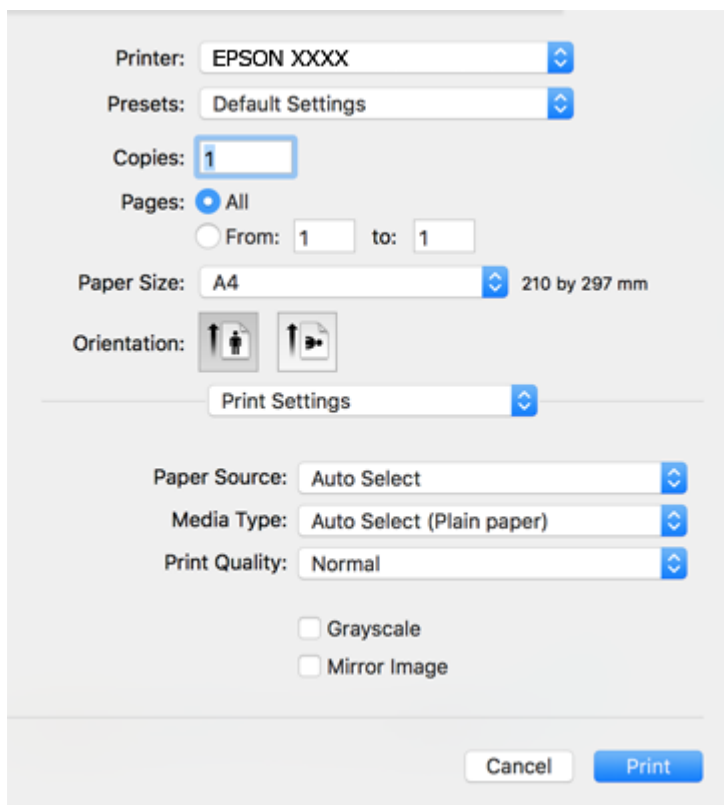 Printer: EPSON XXXX
Presets: Default Settings
Copies: 1
Pages: All
From: 1 to: 1
Paper Size: A4 210 by 297 mm
Orientation:
Print Settings
Paper Source: Auto Select
Media Type: Auto Select (Plain paper)
Print Quality: Normal
Grayscale
Mirror Image
Cancel Print